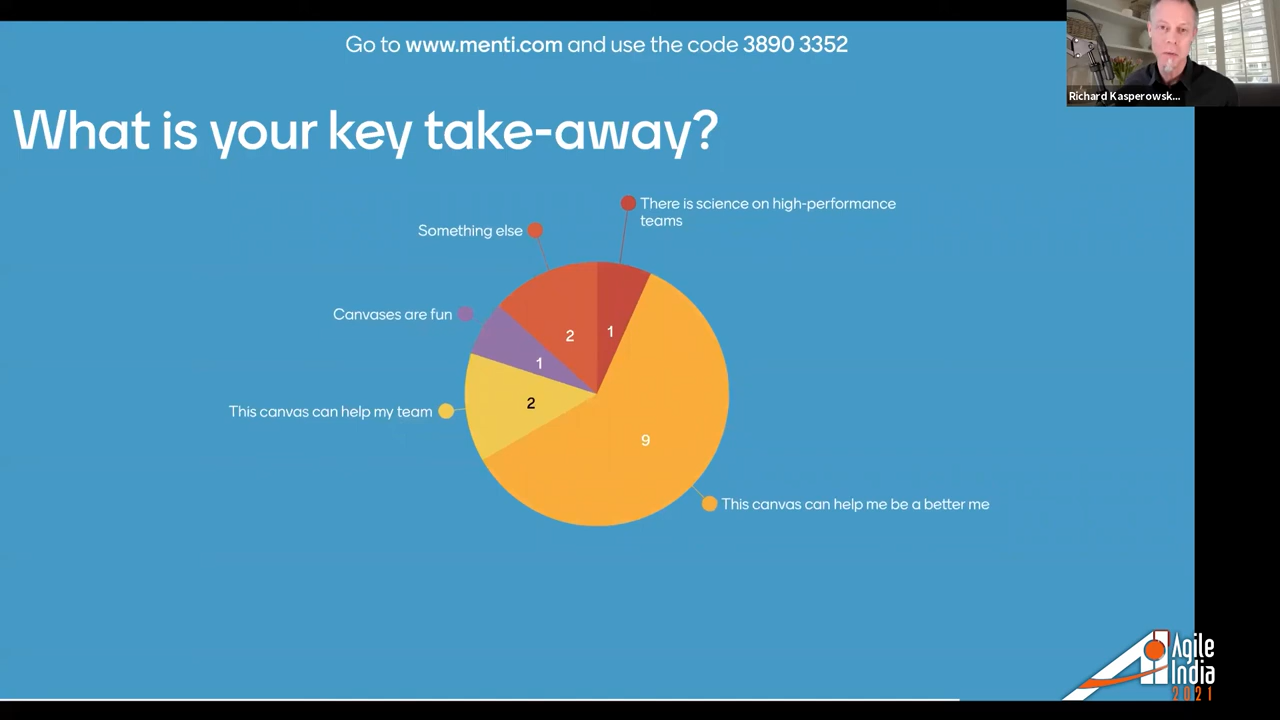 Go to www.menti.com and use the code 3890 3352
Richard Kasperowsk...
What is your key take-away?
There is science on high-performance
teams
Something else
Canvases are fun
2
1
1
This canvas can help my team
2
9
This canvas can help me be a better me
Agile
India
2021